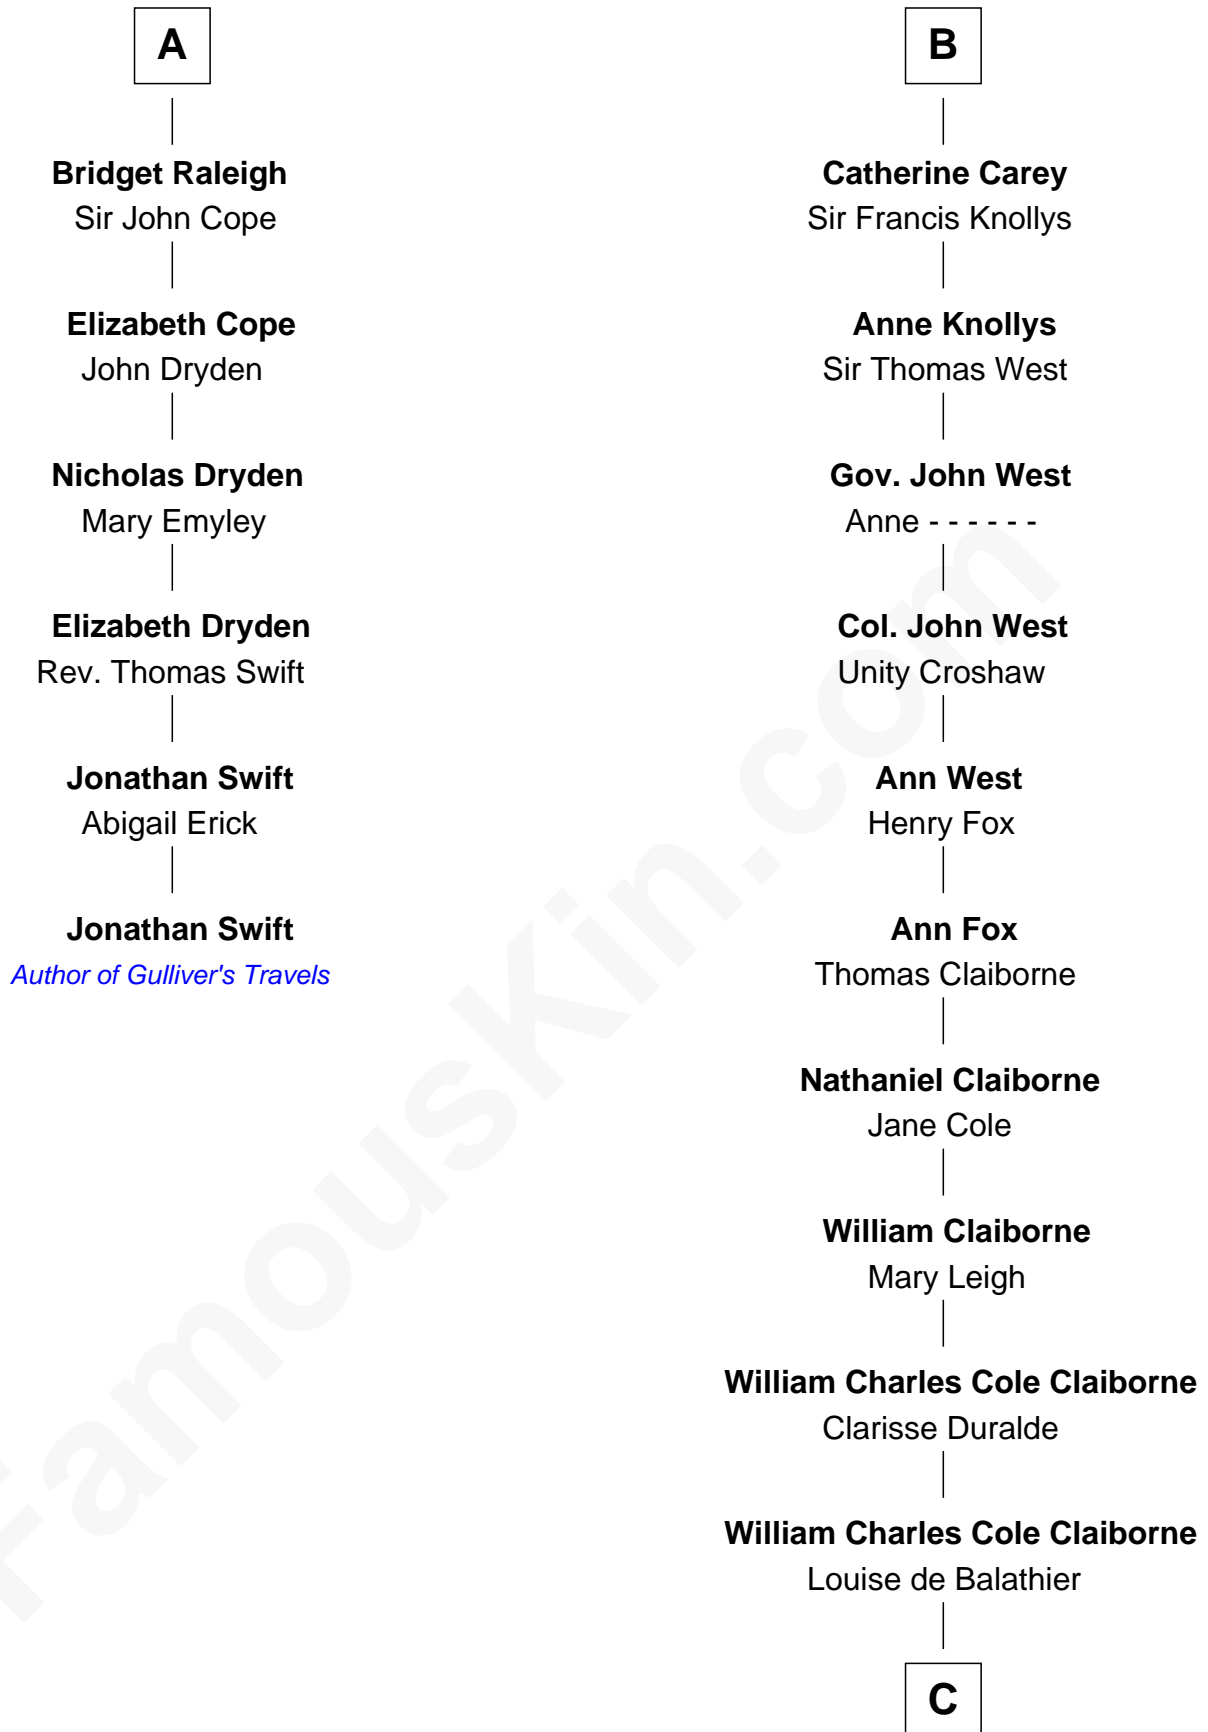 A
Bridget Raleigh
Sir John Cope
Elizabeth Cope
John Dryden
Nicholas Dryden
Mary Emyley
Elizabeth Dryden
Rev. Thomas Swift
Jonathan Swift
Abigail Erick
Jonathan Swift
Author of Gulliver's Travels
B
Catherine Carey
Sir Francis Knollys
Anne Knollys
Sir Thomas West
Gov. John West
Anne - - - - - -
Col. John West
Unity Croshaw
Ann West
Henry Fox
Ann Fox
Thomas Claiborne
Nathaniel Claiborne
Jane Cole
William Claiborne
Mary Leigh
William Charles Cole Claiborne
Clarisse Duralde
William Charles Cole Claiborne
Louise de Balathier
C
FamousKin.com